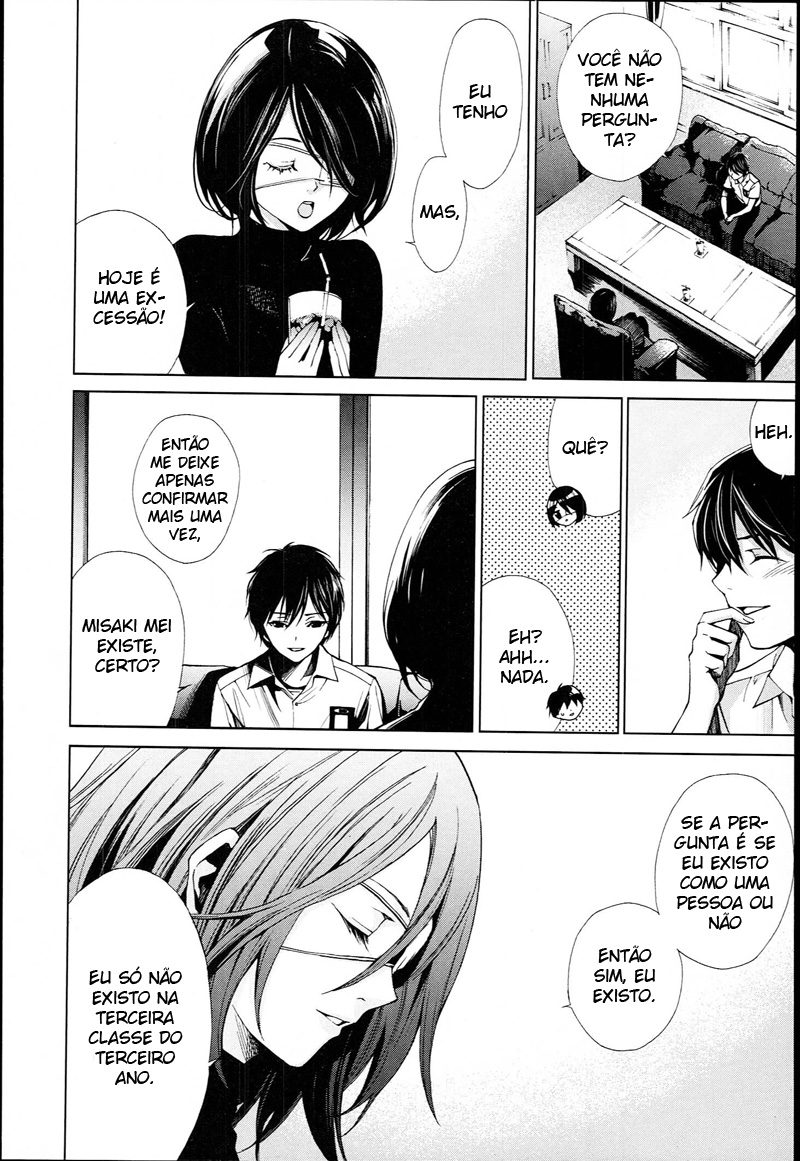 VOCÊ NÃO
TEM NE-
NHUMA
PERGUN-
TA?
EU
TENHO
MAS,
HOJE É
UMA EX-
CESSÃO!
HEH.
QUÊ?
EH?
AHH...
NADA.
ENTÃO
ME DEIXE
APENAS
CONFIRMAR
MAIS UMA
VEZ,
MISAKI MEI
EXISTE,
CERTO?
SE A PER-
GUNTA É SE
EU EXISTO
COMO UMA
PESSOA OU
NÃO
ENTÃO
SIM, EU
EXISTO.
EU SÓ NÃO
EXISTO NA
TERCEIRA
CLASSE DO
TERCEIRO
ANO.